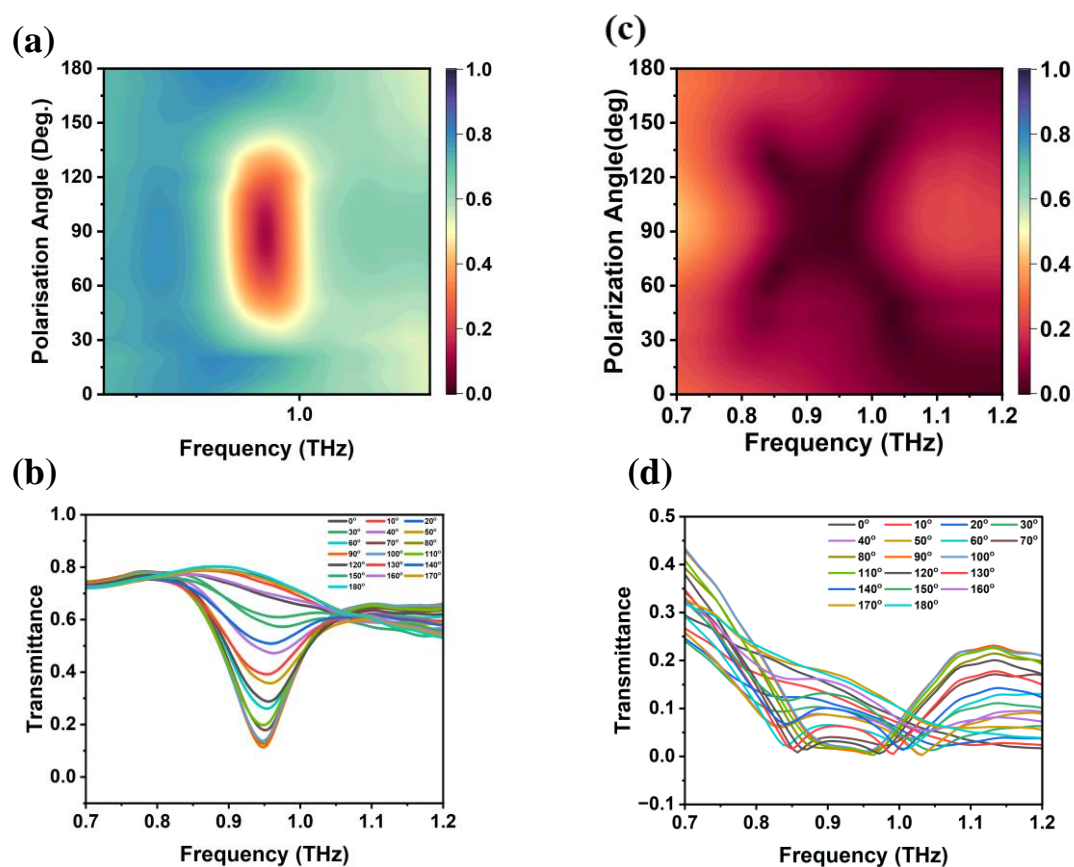 (a)
180
150
120
90
60
30
0
Polarisation Angle (Deg.)
1.0
Frequency (THz)
1.0
0.8
0.6
0.4
0.2
0.0
(c)
180
150
120
90
60
30
0
Polarization Angle(deg)
0.7 0.8 0.9 1.0 1.1 1.2
Frequency (THz)
1.0
0.8
0.6
0.4
0.2
0.0
(b)
1.0
0.8
0.6
0.4
0.2
0.0
Transmittance
0° 10° 20°
30° 40° 50°
60° 70° 80°
90° 100° 110°
120° 130° 140°
150° 160° 170°
180°
0.7 0.8 0.9 1.0 1.1 1.2
Frequency (THz)
(d)
0.5
0.4
0.3
0.2
0.1
0.0
−0.1
Transmittance
0° 10° 20° 30°
40° 50° 60° 70°
80° 90° 100°
110° 120° 130°
140° 150° 160°
170° 180°
0.7 0.8 0.9 1.0 1.1 1.2
Frequency (THz)